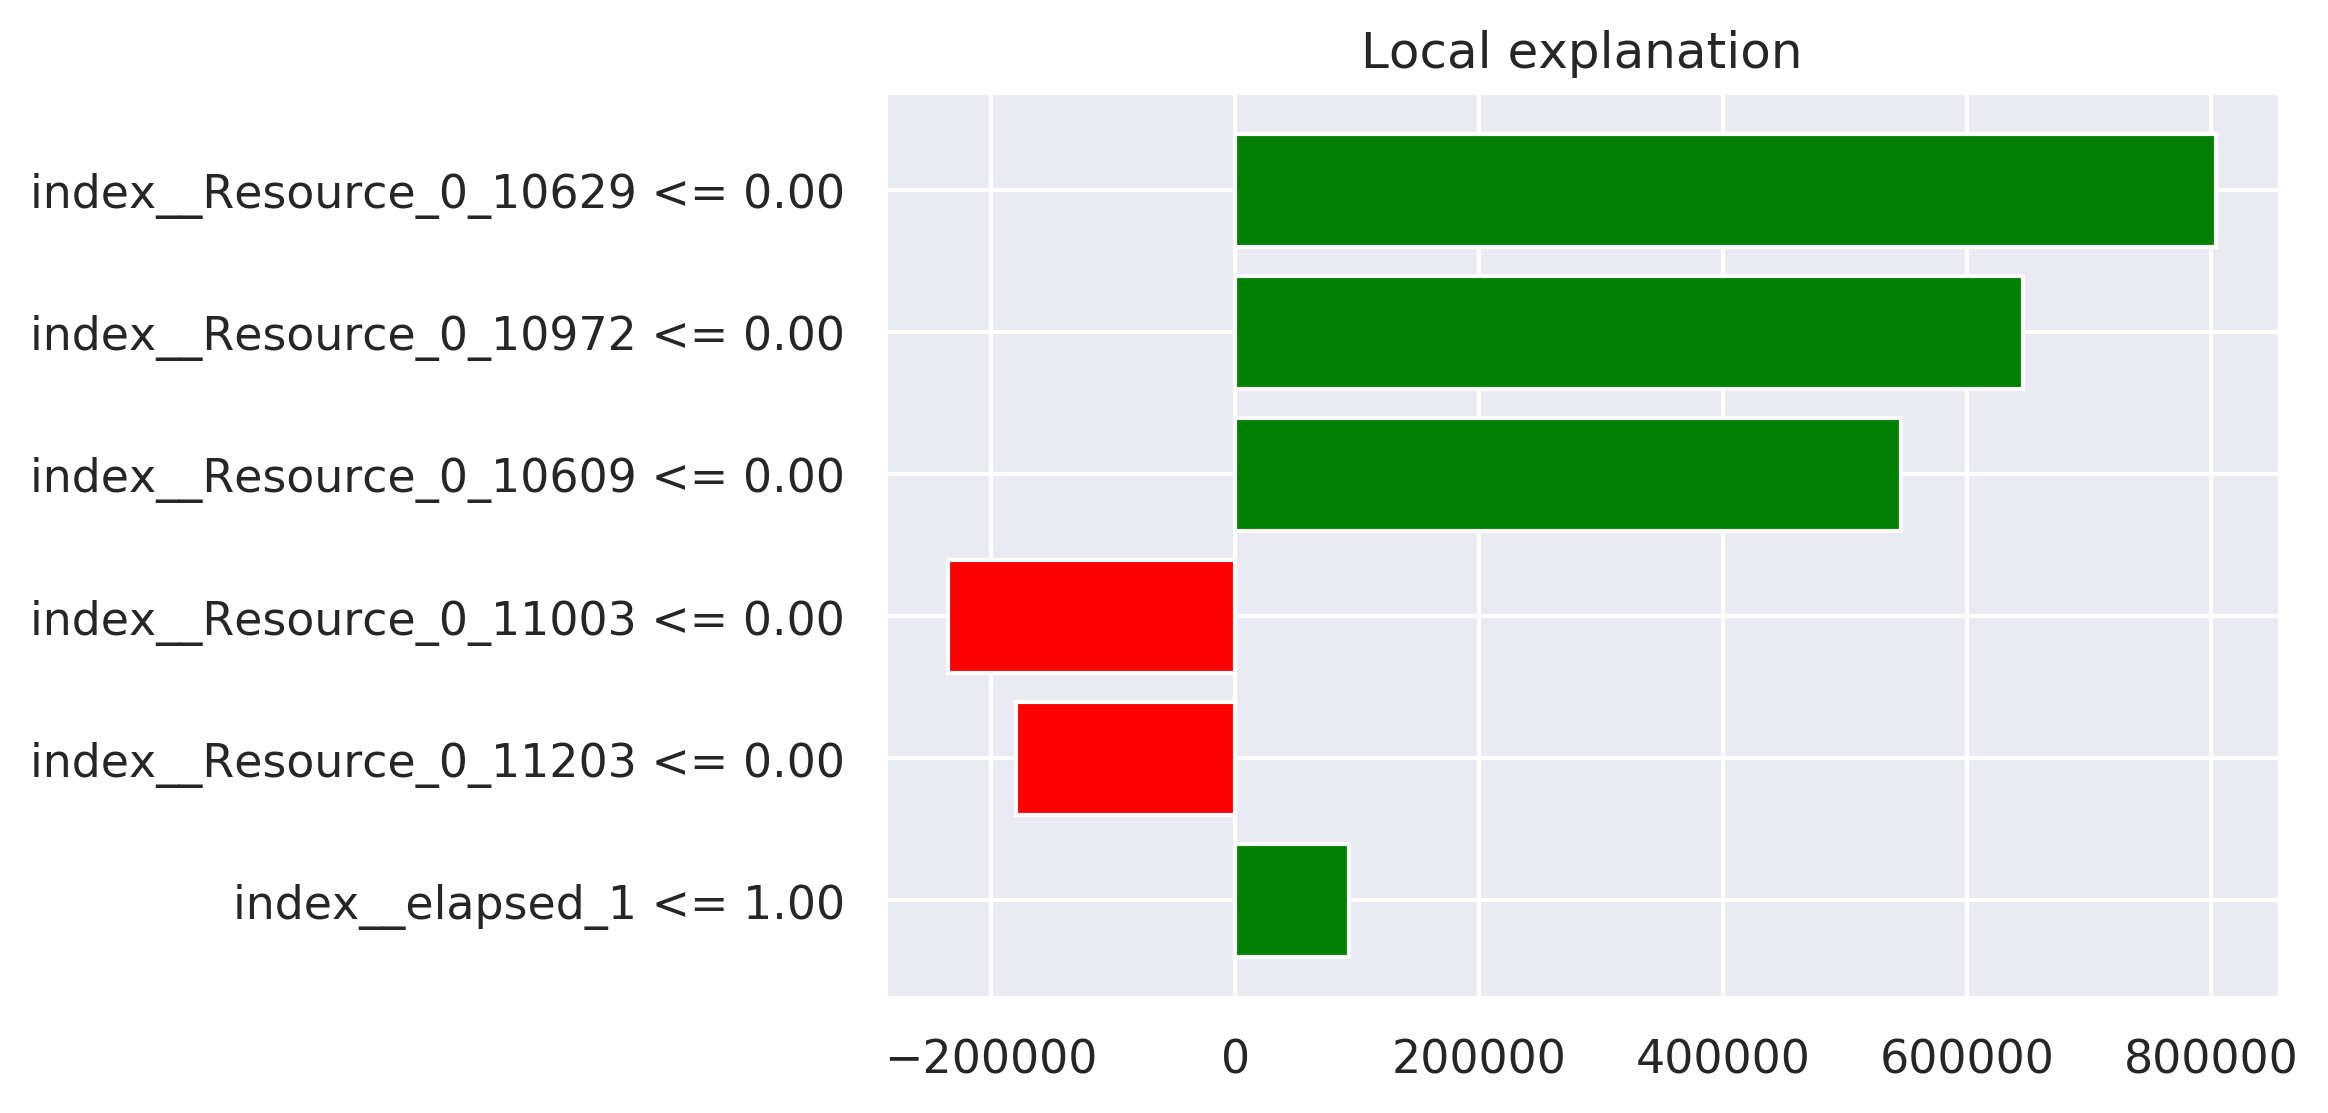 Local explanation
index__Resource_0_10629 <= 0.00
index__Resource_0_10972 <= 0.00
index__Resource_0_10609 <= 0.00
index__Resource_0_11003 <= 0.00
index__Resource_0_11203 <= 0.00
index__elapsed_1 <= 1.00
−200000 0 200000 400000 600000 800000